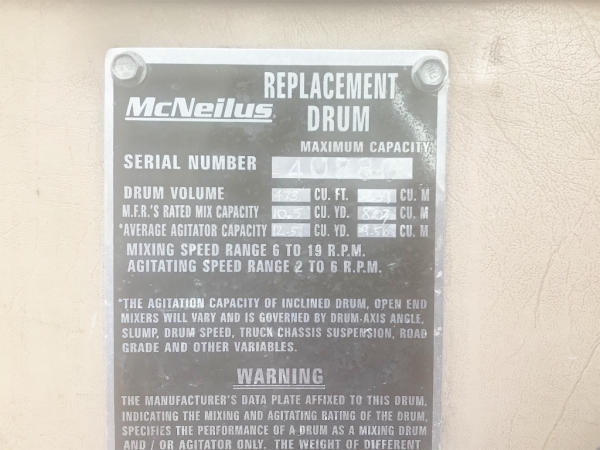 McNeilus
REPLACEMENT
DRUM
MAXIMUM CAPACITY
SERIAL NUMBER
DRUM VOLUME CU. FT. CU. M
M.F.R.'S RATED MIX CAPACITY 10.5 CU. YD. CU. M
*AVERAGE AGITATOR CAPACITY CU. YD. CU. M
MIXING SPEED RANGE 6 TO 19 R.P.M.
AGITATING SPEED RANGE 2 TO 6 R.P.M.
*THE AGITATION CAPACITY OF INCLINED DRUM, OPEN END
MIXERS WILL VARY AND IS GOVERNED BY DRUM-AXIS ANGLE,
SLUMP, DRUM SPEED, TRUCK CHASSIS SUSPENSION, ROAD
GRADE AND OTHER VARIABLES.
WARNING
THE MANUFACTURER'S DATA PLATE AFFIXED TO THIS DRUM,
INDICATING THE MIXING AND AGITATING RATING OF THE DRUM,
SPECIFIES THE PERFORMANCE OF A DRUM AS A MIXING DRUM
AND / OR AGITATOR ONLY. THE WEIGHT OF DIFFERENT